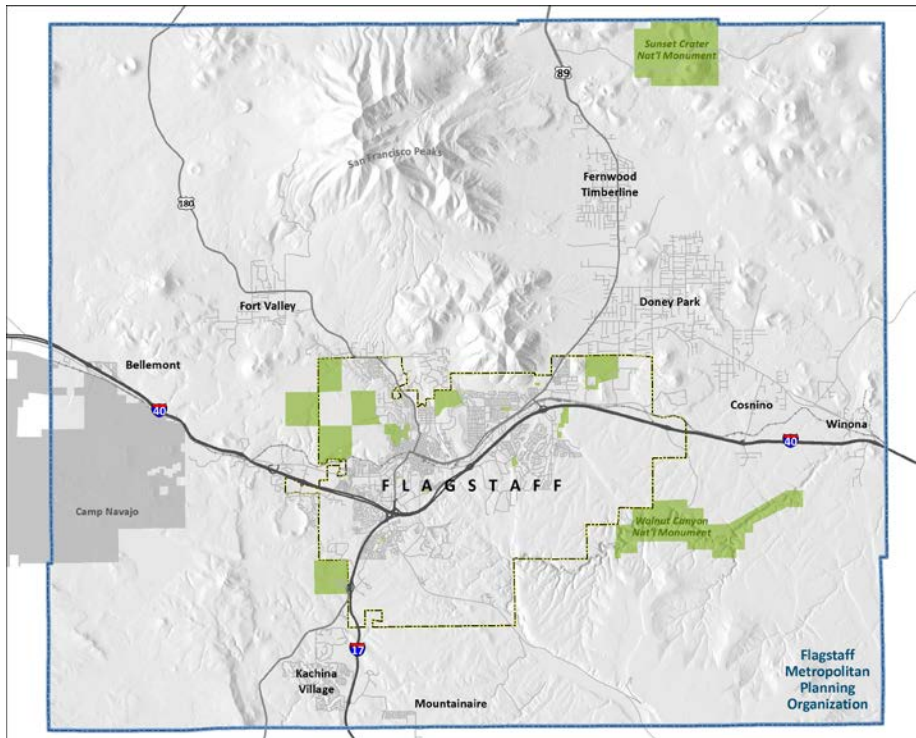 Sunset Crater
Nat'l Monument
89
San Francisco Peaks
Fernwood
Timberline
180
Fort Valley
Doney Park
Bellemont
40
Cosnino
Winona
40
FLAGSTAFF
Camp Navajo
Walnut Canyon
Nat'l Monument
17
Kachina
Village
Mountainaire
Flagstaff
Metropolitan
Planning
Organization